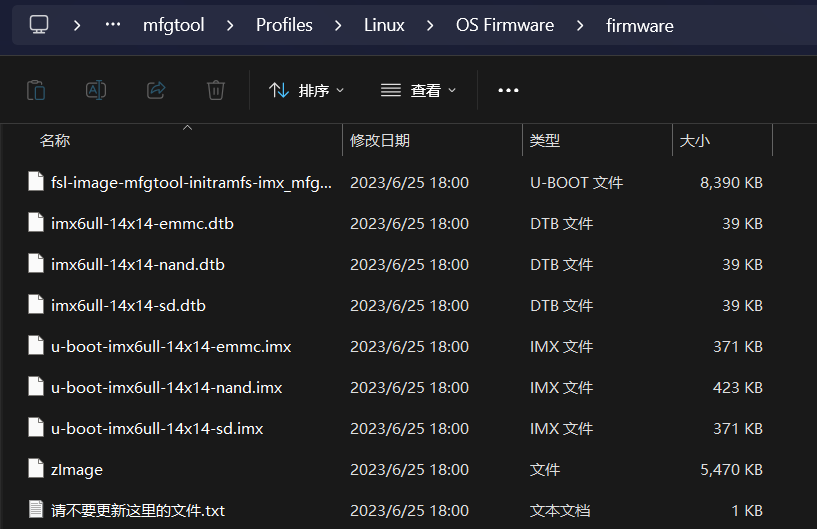 ··· mfgtool Profiles Linux OS Firmware firmware
排序 查看 ···
名称 修改日期 类型 大小
fsl-image-mfgtool-initramfs-imx_mfg... 2023/6/25 18:00 U-BOOT 文件 8,390 KB
imx6ull-14x14-emmc.dtb 2023/6/25 18:00 DTB 文件 39 KB
imx6ull-14x14-nand.dtb 2023/6/25 18:00 DTB 文件 39 KB
imx6ull-14x14-sd.dtb 2023/6/25 18:00 DTB 文件 39 KB
u-boot-imx6ull-14x14-emmc.imx 2023/6/25 18:00 IMX 文件 371 KB
u-boot-imx6ull-14x14-nand.imx 2023/6/25 18:00 IMX 文件 423 KB
u-boot-imx6ull-14x14-sd.imx 2023/6/25 18:00 IMX 文件 371 KB
zImage 2023/6/25 18:00 文件 5,470 KB
请不要更新这里的文件.txt 2023/6/25 18:00 文本文档 1 KB